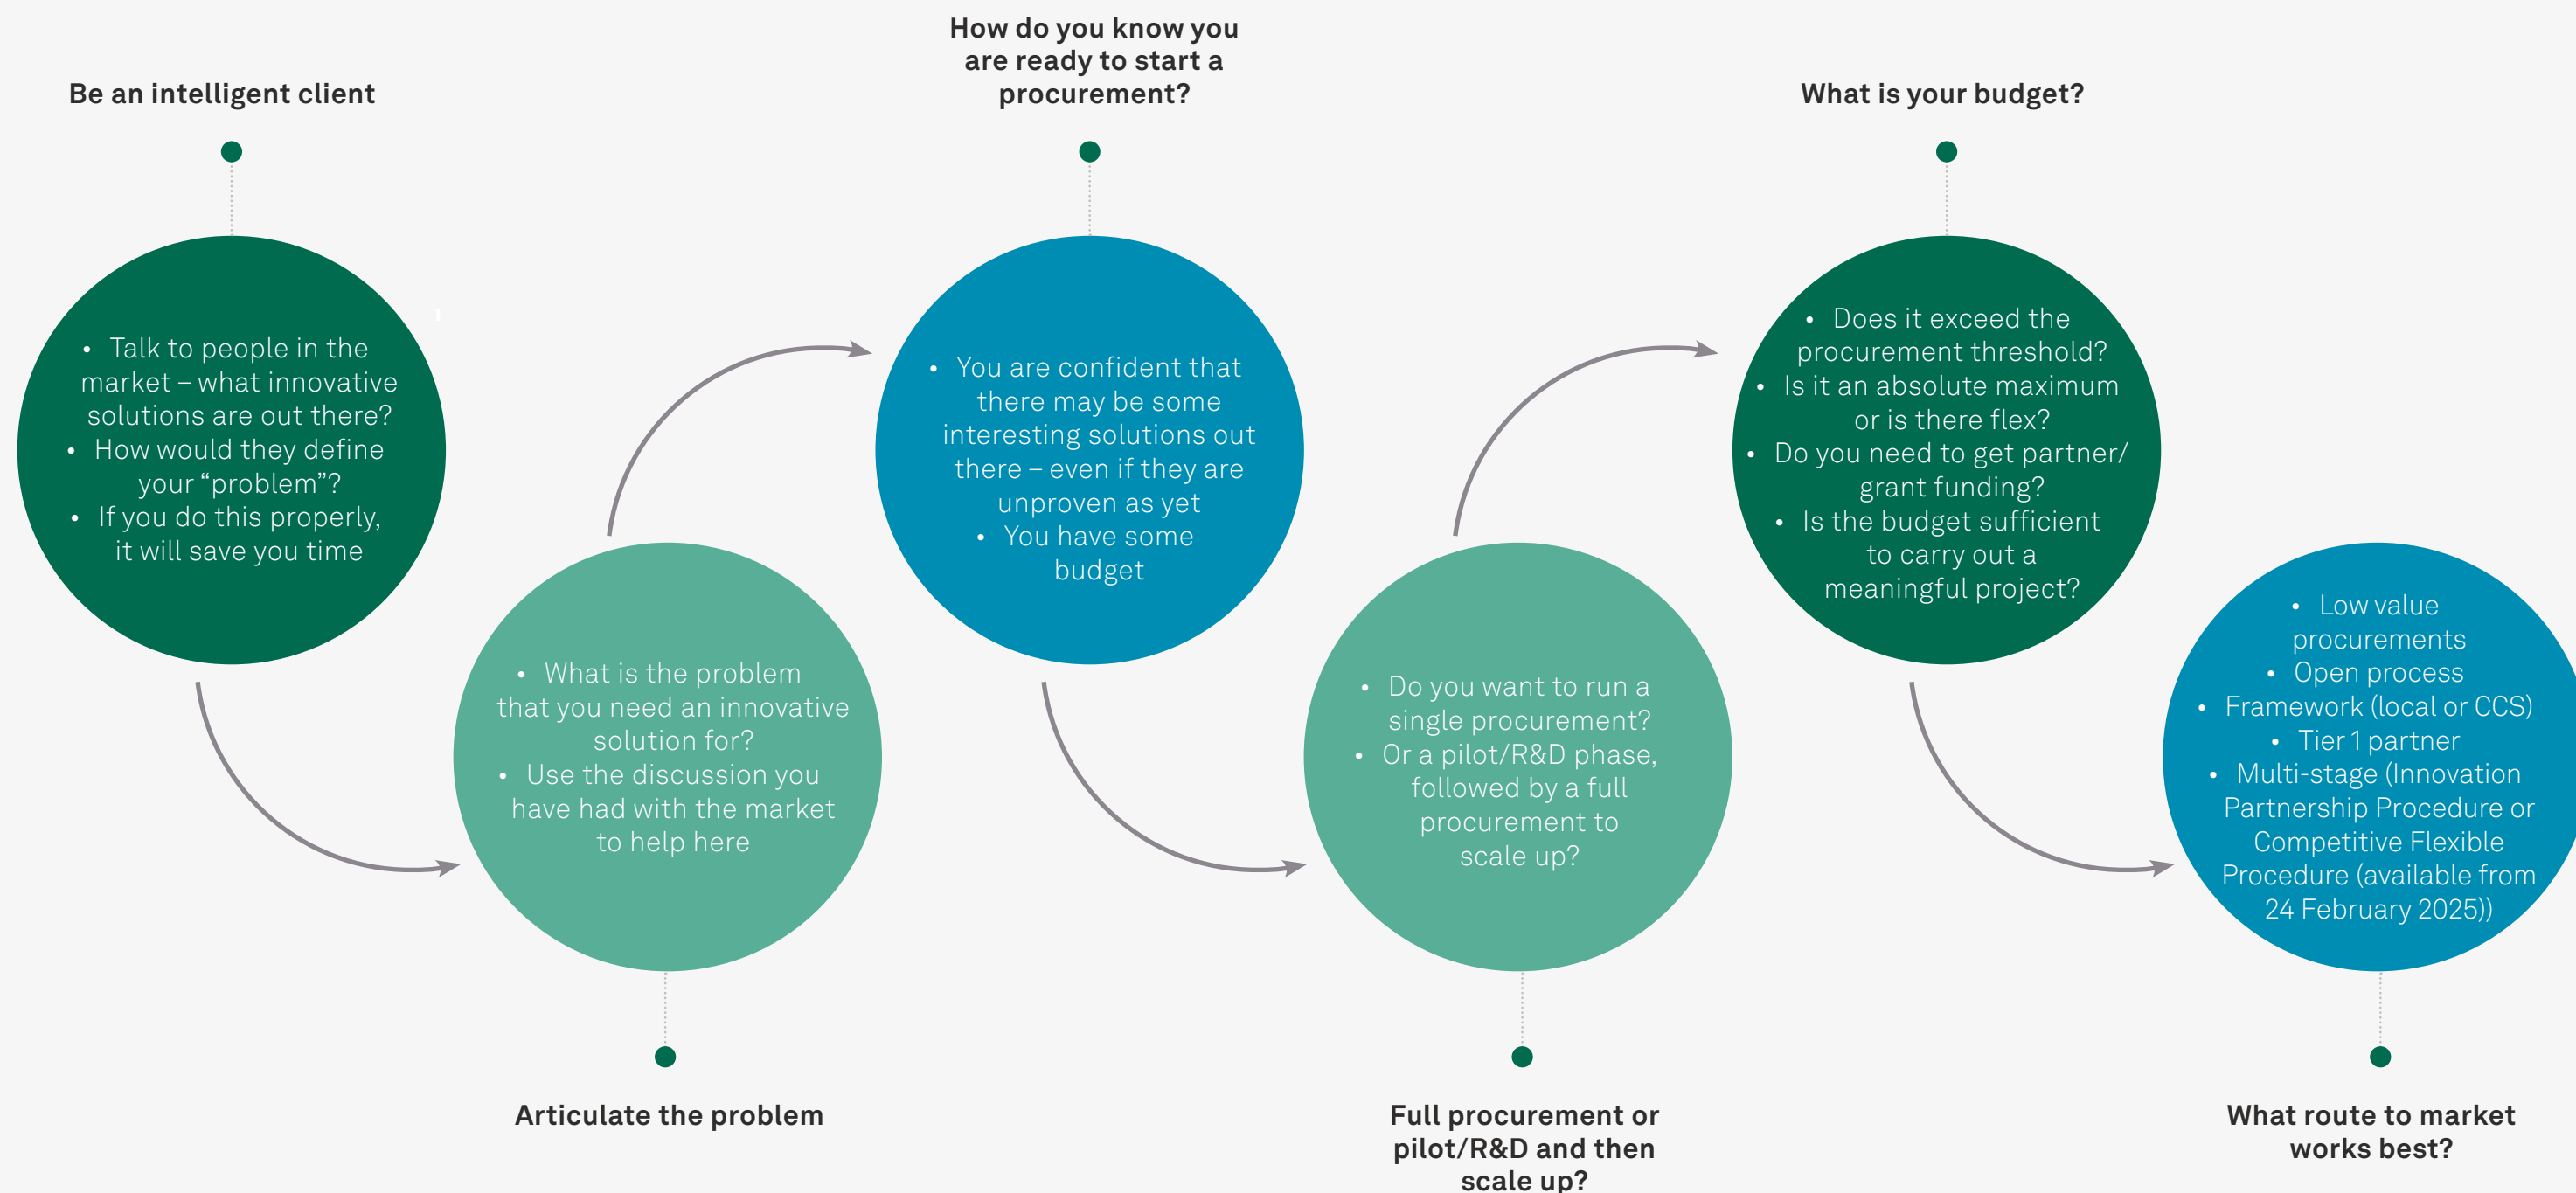 Be an intelligent client
• Talk to people in the
market – what innovative
solutions are out there?
• How would they define
your “problem”?
• If you do this properly,
it will save you time
• What is the problem
that you need an innovative
solution for?
• Use the discussion you
have had with the market
to help here
Articulate the problem
How do you know you
are ready to start a
procurement?
• You are confident that
there may be some
interesting solutions out
there – even if they are
unproven as yet
• You have some
budget
• Do you want to run a
single procurement?
• Or a pilot/R&D phase,
followed by a full
procurement to
scale up?
Full procurement or
pilot/R&D and then
scale up?
What is your budget?
• Does it exceed the
procurement threshold?
• Is it an absolute maximum
or is there flex?
• Do you need to get partner/
grant funding?
• Is the budget sufficient
to carry out a
meaningful project?
• Low value
procurements
• Open process
• Framework (local or CCS)
• Tier 1 partner
• Multi-stage (Innovation
Partnership Procedure or
Competitive Flexible
Procedure (available from
24 February 2025))
What route to market
works best?